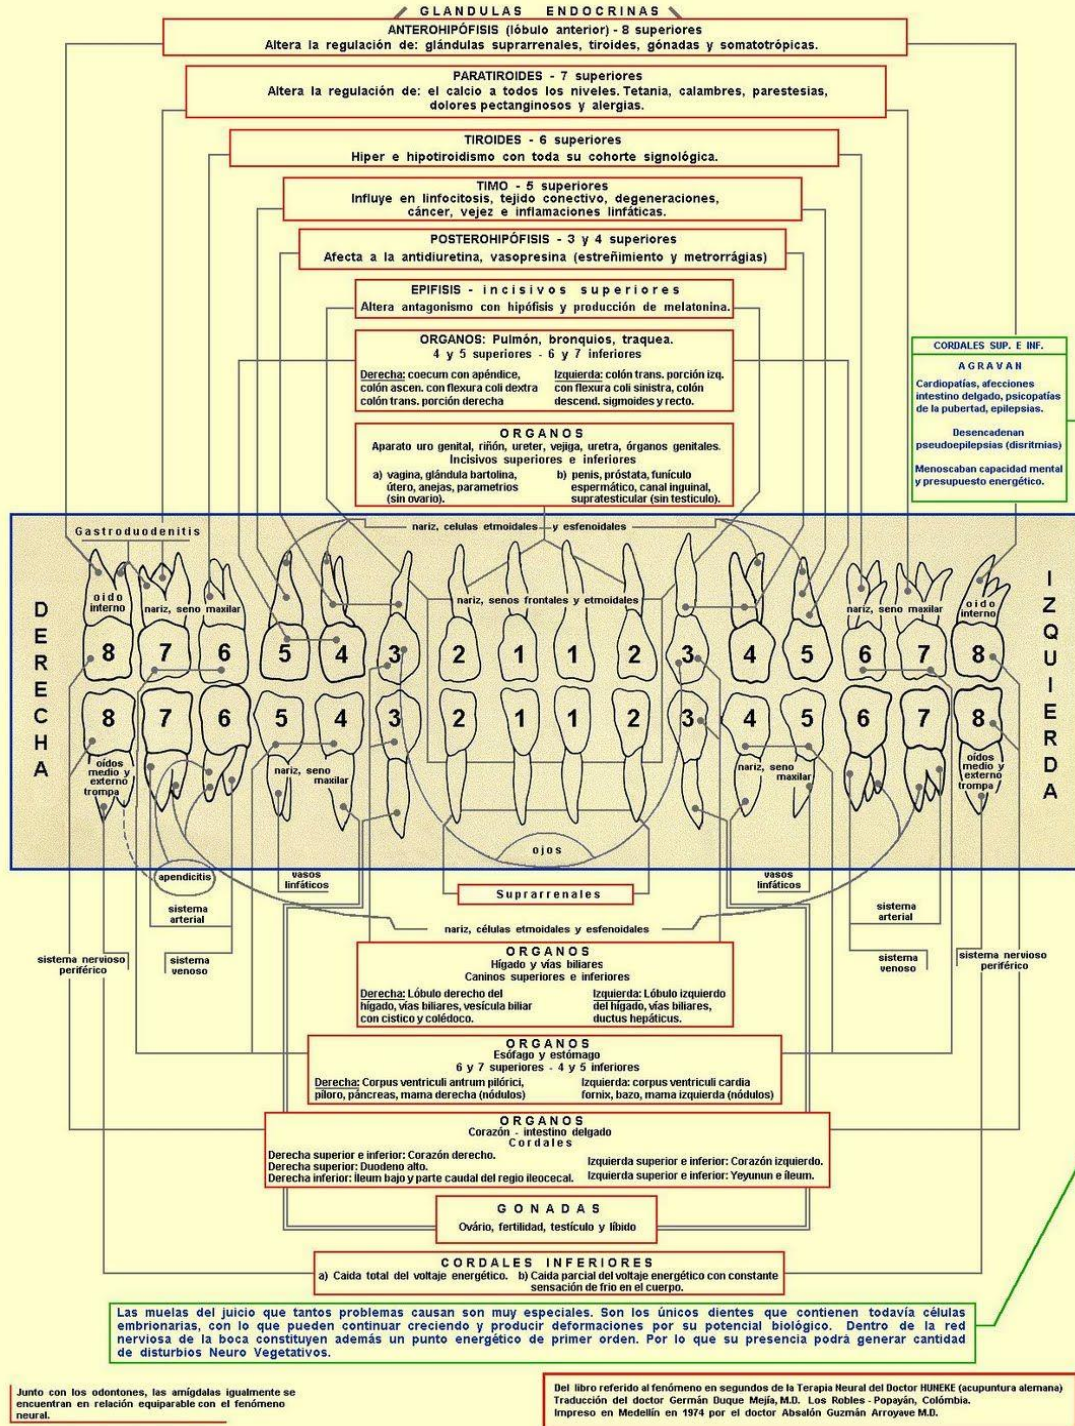 GLANDULAS ENDOCRINAS
ANTEROHIPÓFISIS (lóbulo anterior) - 8 superiores
Altera la regulación de: glándulas suprarrenales, tiroides, gónadas y somatotrópicas.
PARATIROIDES - 7 superiores
Altera la regulación de: el calcio a todos los niveles. Tetania, calambres, parestesias,
dolores pectanginosos y alergias.
TIROIDES - 6 superiores
Hiper e hipotiroidismo con toda su cohorte signológica.
TIMO - 5 superiores
Influye en linfocitosis, tejido conectivo, degeneraciones,
cáncer, vejez e inflamaciones linfáticas.
POSTEROHIPÓFISIS - 3 y 4 superiores
Afecta a la antidiuretina, vasopresina (estreñimiento y metrorrágias)
EPIFISIS - incisivos superiores
Altera antagonismo con hipófisis y producción de melatonina.
ORGANOS: Pulmón, bronquios, traquea.
4 y 5 superiores - 6 y 7 inferiores
Derecha: coecum con apéndice,
colón ascen. con flexura coli dextra
colón trans. porción derecha
Izquierda: colón trans. porción izq.
con flexura coli sinistra, colón
descend. sigmoides y recto.
ORGANOS
Aparato uro genital, riñón, ureter, vejiga, uretra, órganos genitales.
Incisivos superiores e inferiores
a) vagina, glándula bartolina,
útero, anejas, parametrios
(sin ovario).
b) penis, próstata, funículo
espermático, canal inguinal,
supratesticular (sin testiculo).
CORDALES SUP. E INF.
AGRAVAN
Cardiopatías, afecciones
intestino delgado, psicopatías
de la pubertad, epilepsias.
Desencadenan
pseudoepilepsias (disritmias)
Menoscaban capacidad mental
y presupuesto energético.
Gastroduodenitis
nariz, celulas etmoidales y esfenoidales
DERECHA
IZQUIERDA
oido
interno
nariz, seno maxilar
nariz, senos frontales y etmoidales
nariz, seno maxilar
oido
interno
8 7 6 5 4 3 2 1 1 2 3 4 5 6 7 8
8 7 6 5 4 3 2 1 1 2 3 4 5 6 7 8
oídos
medio y
externo
trompa
nariz, seno
maxilar
nariz, seno
maxilar
oídos
medio y
externo
trompa
ojos
apendicitis
vasos
linfáticos
Suprarrenales
vasos
linfáticos
sistema
arterial
sistema
arterial
nariz, células etmoidales y esfenoidales
sistema nervioso
periférico
sistema
venoso
sistema
venoso
sistema nervioso
periférico
ORGANOS
Hígado y vías biliares
Caninos superiores e inferiores
Derecha: Lóbulo derecho del
hígado, vías biliares, vesícula biliar
con cistico y colédoco.
Izquierda: Lóbulo izquierdo
del hígado, vías biliares,
ductus hepáticus.
ORGANOS
Esófago y estómago
6 y 7 superiores - 4 y 5 inferiores
Derecha: Corpus ventriculi antrum pilórici,
píloro, páncreas, mama derecha (nódulos)
Izquierda: corpus ventriculi cardia
fornix, bazo, mama izquierda (nódulos)
ORGANOS
Corazón - intestino delgado
Cordales
Derecha superior e inferior: Corazón derecho.
Derecha superior: Duodeno alto.
Derecha inferior: Íleum bajo y parte caudal del regio ileocecal.
Izquierda superior e inferior: Corazón izquierdo.
Izquierda superior e inferior: Yeyunun e íleum.
GONADAS
Ovário, fertilidad, testículo y líbido
CORDALES INFERIORES
a) Caida total del voltaje energético. b) Caida parcial del voltaje energético con constante
sensación de frio en el cuerpo.
Las muelas del juicio que tantos problemas causan son muy especiales. Son los únicos dientes que contienen todavía células
embrionarias, con lo que pueden continuar creciendo y producir deformaciones por su potencial biológico. Dentro de la red
nerviosa de la boca constituyen además un punto energético de primer orden. Por lo que su presencia podrá generar cantidad
de disturbios Neuro Vegetativos.
Junto con los odontones, las amígdalas igualmente se
encuentran en relación equiparable con el fenómeno
neural.
Del libro referido al fenómeno en segundos de la Terapia Neural del Doctor HUNEKE (acupuntura alemana)
Traducción del doctor Germán Duque Mejía, M.D. Los Robles - Popayán, Colómbia.
Impreso en Medellín en 1974 por el doctor Absalón Guzmán Arroyave M.D.